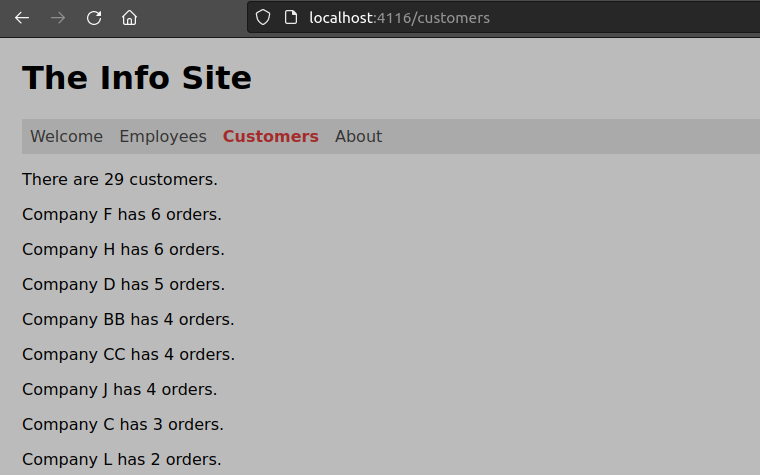 localhost:4116/customers
The Info Site
Welcome Employees Customers About
There are 29 customers.
Company F has 6 orders.
Company H has 6 orders.
Company D has 5 orders.
Company BB has 4 orders.
Company CC has 4 orders.
Company J has 4 orders.
Company C has 3 orders.
Company L has 2 orders.